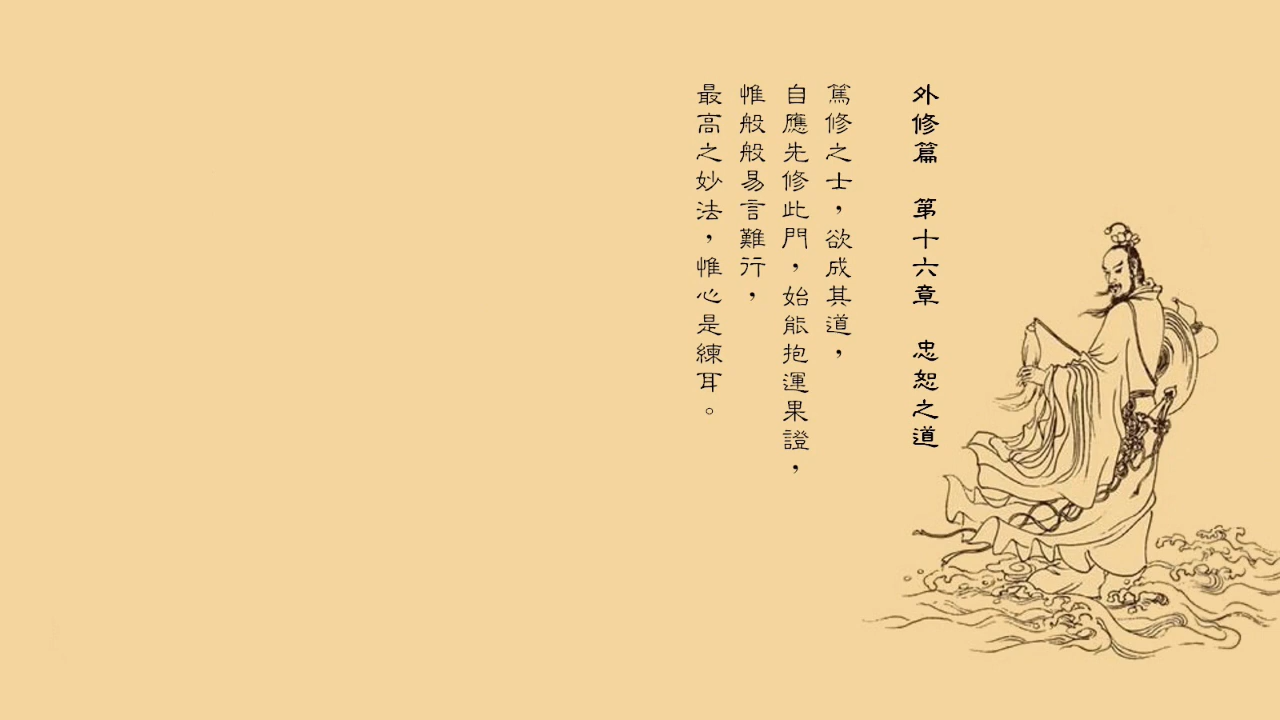 外修篇　第十六章　忠恕之道
篤修之士，欲成其道，
自應先修此門，始能抱運果證，
惟般般易言難行，
最高之妙法，惟心是練耳。